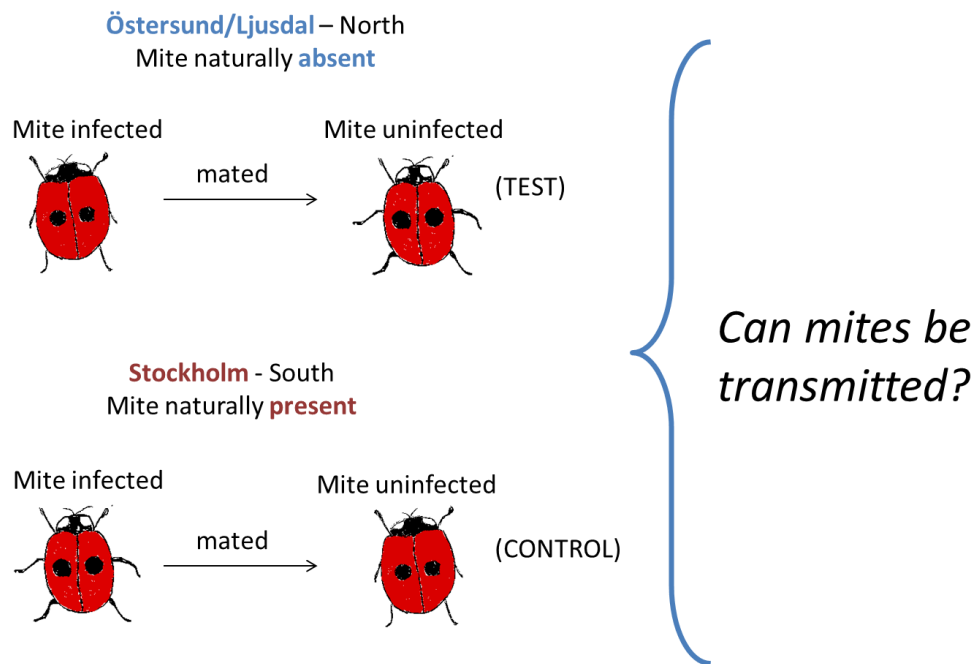 Östersund/Ljusdal – North
Mite naturally absent
Mite infected
mated
Mite uninfected
(TEST)
Stockholm - South
Mite naturally present
Mite infected
mated
Mite uninfected
(CONTROL)
Can mites be
transmitted?